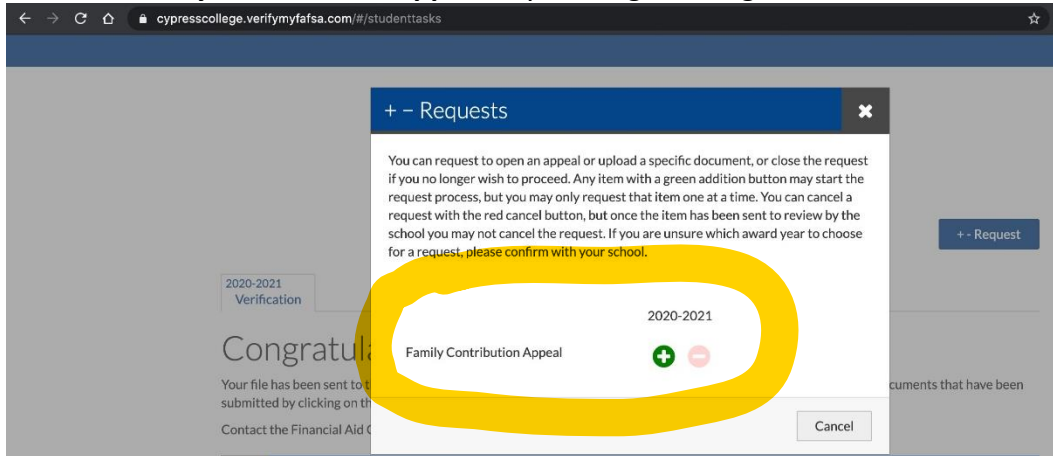 cypresscollege.verifymyfafsa.com/#/studenttasks
+ – Requests
You can request to open an appeal or upload a specific document, or close the request
if you no longer wish to proceed. Any item with a green addition button may start the
request process, but you may only request that item one at a time. You can cancel a
request with the red cancel button, but once the item has been sent to review by the
school you may not cancel the request. If you are unsure which award year to choose
for a request, please confirm with your school.
+ - Request
2020-2021
Verification
2020-2021
Family Contribution Appeal
Your file has been sent to
cuments that have been
submitted by clicking on
Contact the Financial Aid
Cancel